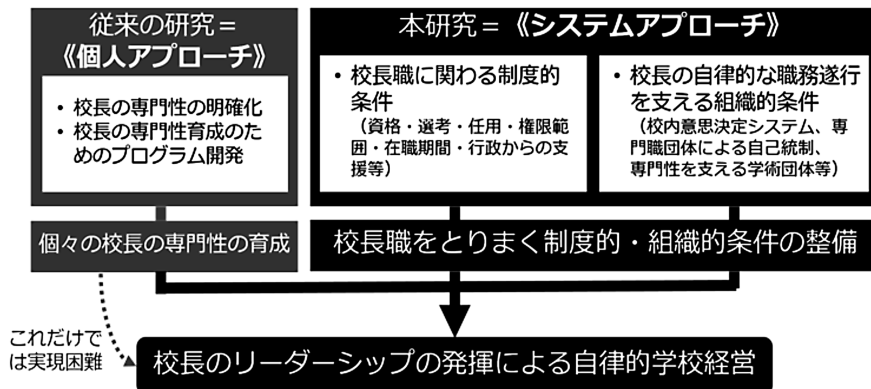 従来の研究＝
《個人アプローチ》
・校長の専門性の明確化
・校長の専門性育成のた
めのプログラム開発
個々の校長の専門性の育成
本研究＝《システムアプローチ》
・校長職に関わる制度的
条件
（資格・選考・任用・権限範
囲・在職期間・行政からの支
援等）
・校長の自律的な職務遂行
を支える組織的条件
（校内意思決定システム、専
門職団体による自己統制、
専門性を支える学術団体等）
校長職をとりまく制度的・組織的条件の整備
これだけで
は実現困難
校長のリーダーシップの発揮による自律的学校経営